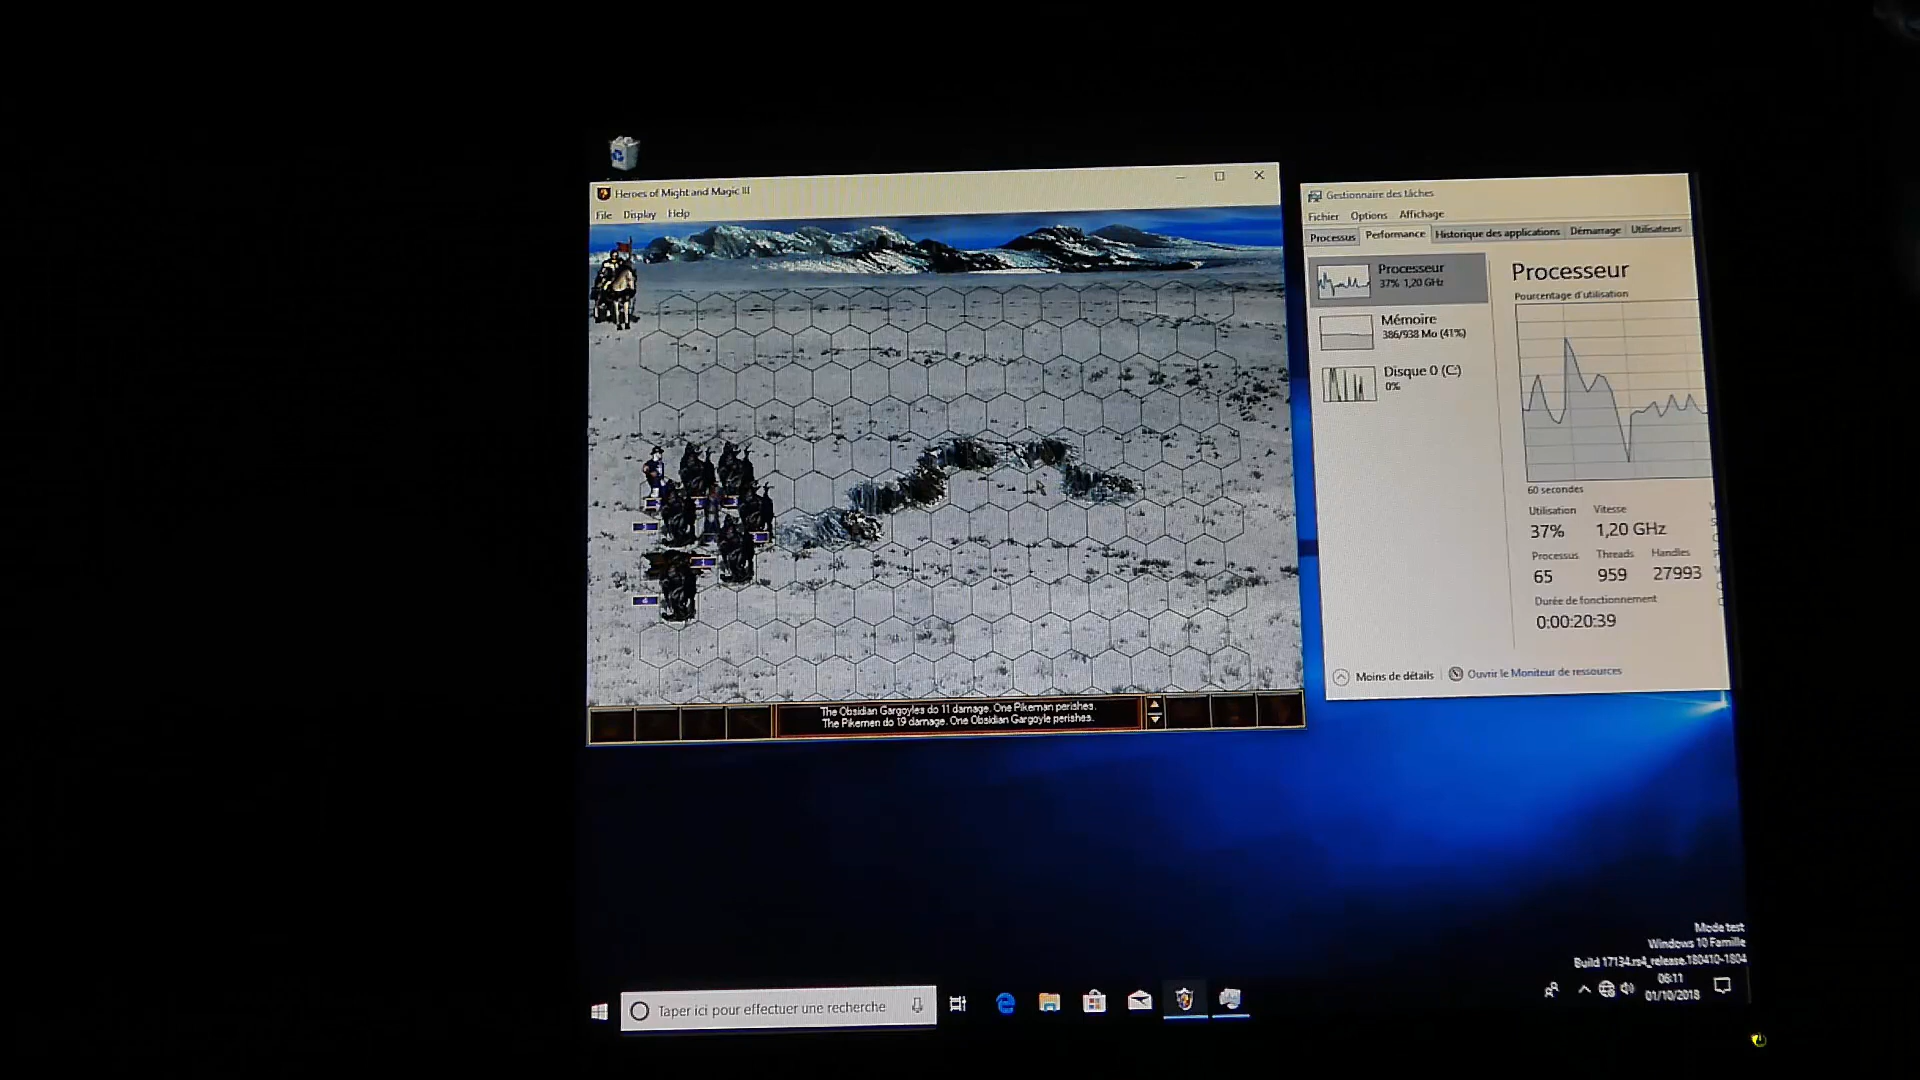 Heroes of Might and Magic III
File Display Help
The Obsidian Gargoyles do 11 damage. One Pikeman perishes.
The Pikemen do 19 damage. One Obsidian Gargoyle perishes.
Gestionnaire des tâches
Fichier Options Affichage
Processus Performance Historique des applications Démarrage Utilisateurs
Processeur
37% 1,20 GHz
Mémoire
386/938 Mo (41%)
Disque 0 (C:)
0%
Processeur
Pourcentage d'utilisation
60 secondes
Utilisation Vitesse
37% 1,20 GHz
Processus Threads Handles
65 959 27993
Durée de fonctionnement
0:00:20:39
Moins de détails Ouvrir le Moniteur de ressources
Mode test
Windows 10 Famille
Build 17134.rs4_release.180410-1804
Taper ici pour effectuer une recherche
06:11
01/10/2018